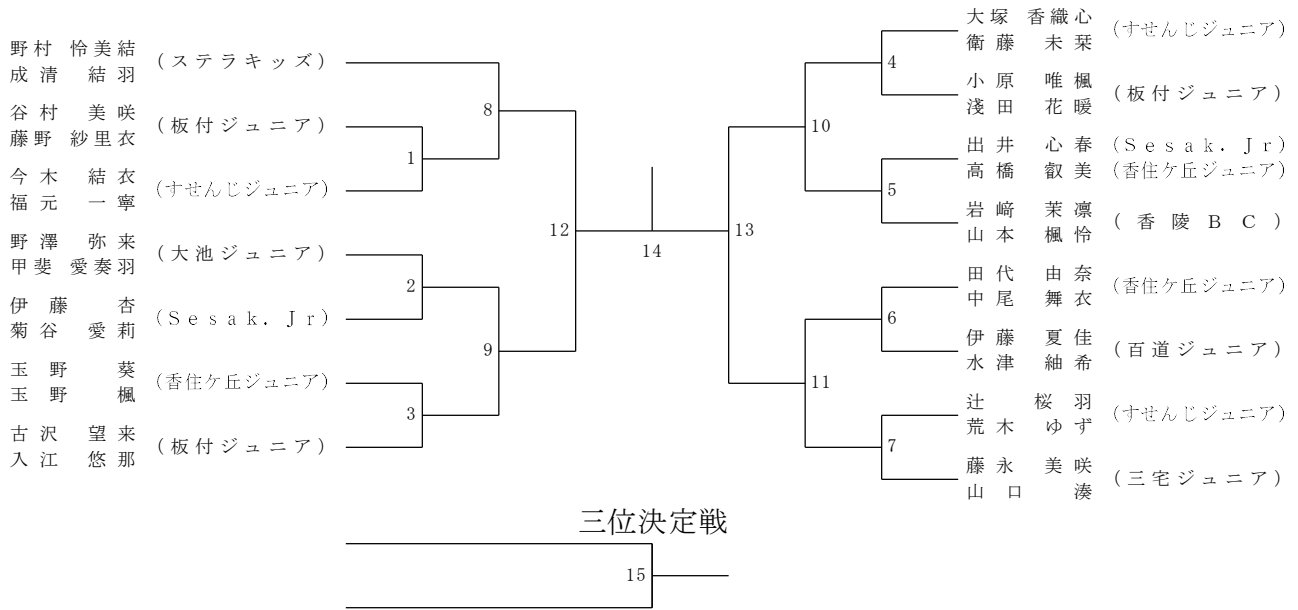 野村 怜美結
成清 結羽
(ステラキッズ)
谷村 美咲
藤野 紗里衣
(板付ジュニア)
今木 結衣
福元 一寧
(すせんじジュニア)
野澤 弥来
甲斐 愛奏羽
(大池ジュニア)
伊藤 杏
菊谷 愛莉
(Sesak.Jr)
玉野 葵
玉野 楓
(香住ケ丘ジュニア)
古沢 望来
入江 悠那
(板付ジュニア)
8
1
12
2
9
3
14
13
10
4
5
11
6
7
大塚 香織心
衛藤 未栞
(すせんじジュニア)
小原 唯楓
淺田 花暖
(板付ジュニア)
出井 心春 (Sesak.Jr)
高橋 叡美 (香住ケ丘ジュニア)
岩﨑 茉凛
山本 楓怜
(香陵BC)
田代 由奈
中尾 舞衣
(香住ケ丘ジュニア)
伊藤 夏佳
水津 紬希
(百道ジュニア)
辻 桜羽
荒木 ゆず
(すせんじジュニア)
藤永 美咲
山口 湊
(三宅ジュニア)
三位決定戦
15